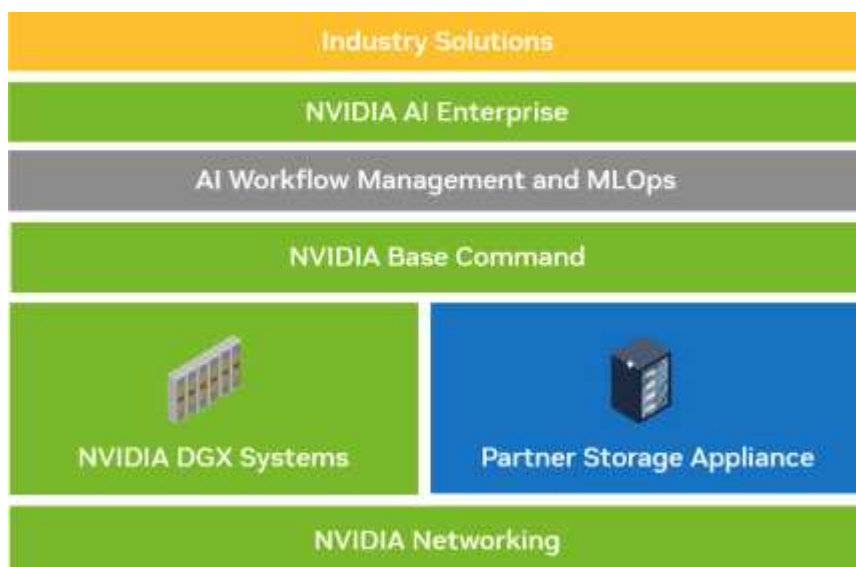 Industry Solutions
NVIDIA AI Enterprise
AI Workflow Management and MLOps
NVIDIA Base Command
NVIDIA DGX Systems
Partner Storage Appliance
NVIDIA Networking